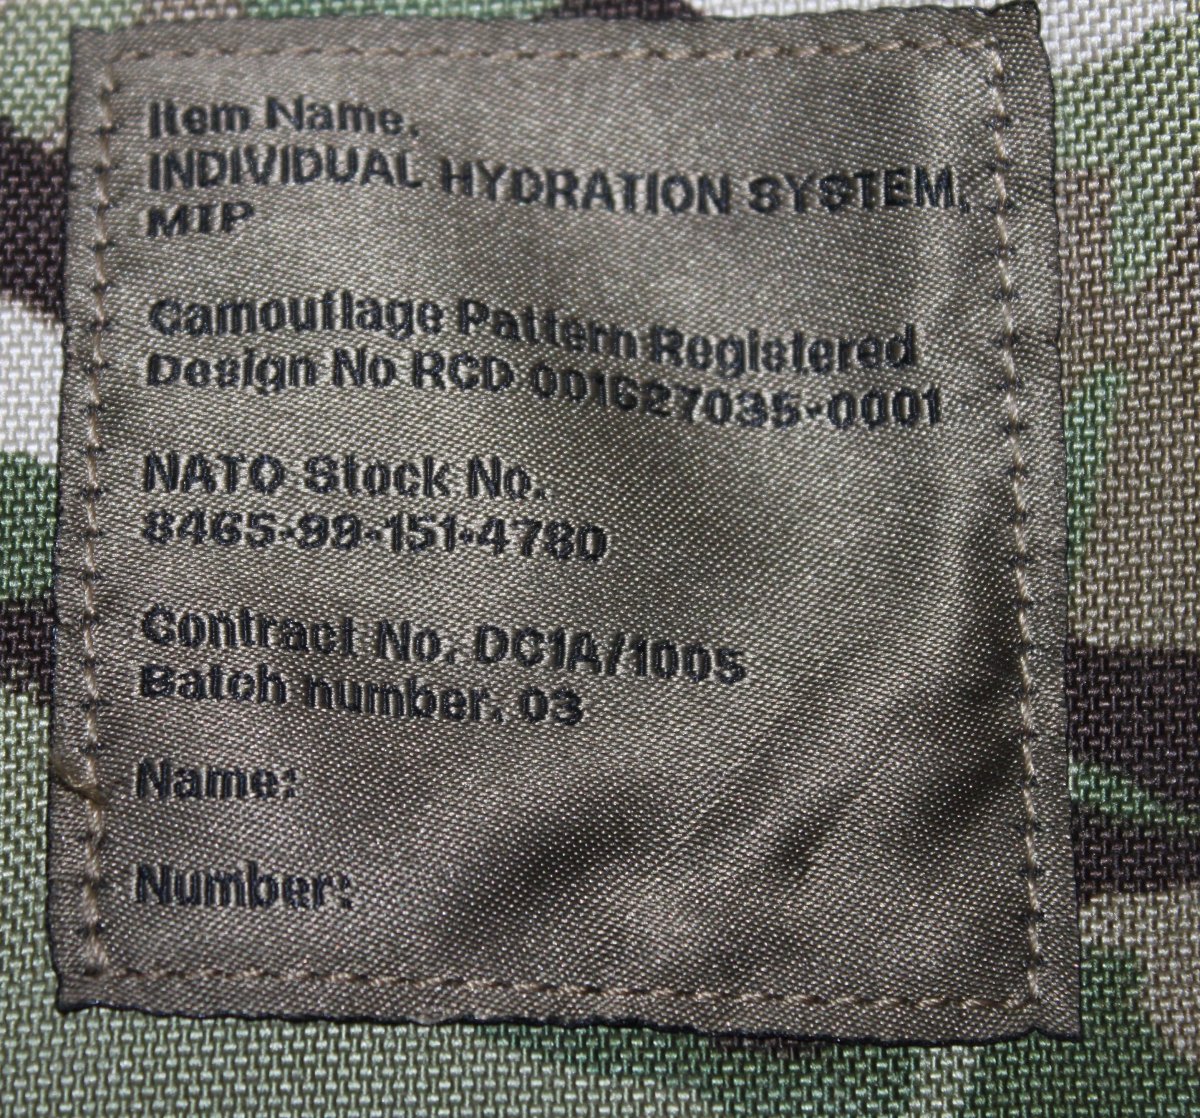 Item Name.
INDIVIDUAL HYDRATION SYSTEM,
MTP
Camouflage Pattern Registered
Design No RCD 001627035-0001
NATO Stock No.
8465-99-151-4780
Contract No. DC1A/1005
Batch number. 03
Name:
Number: